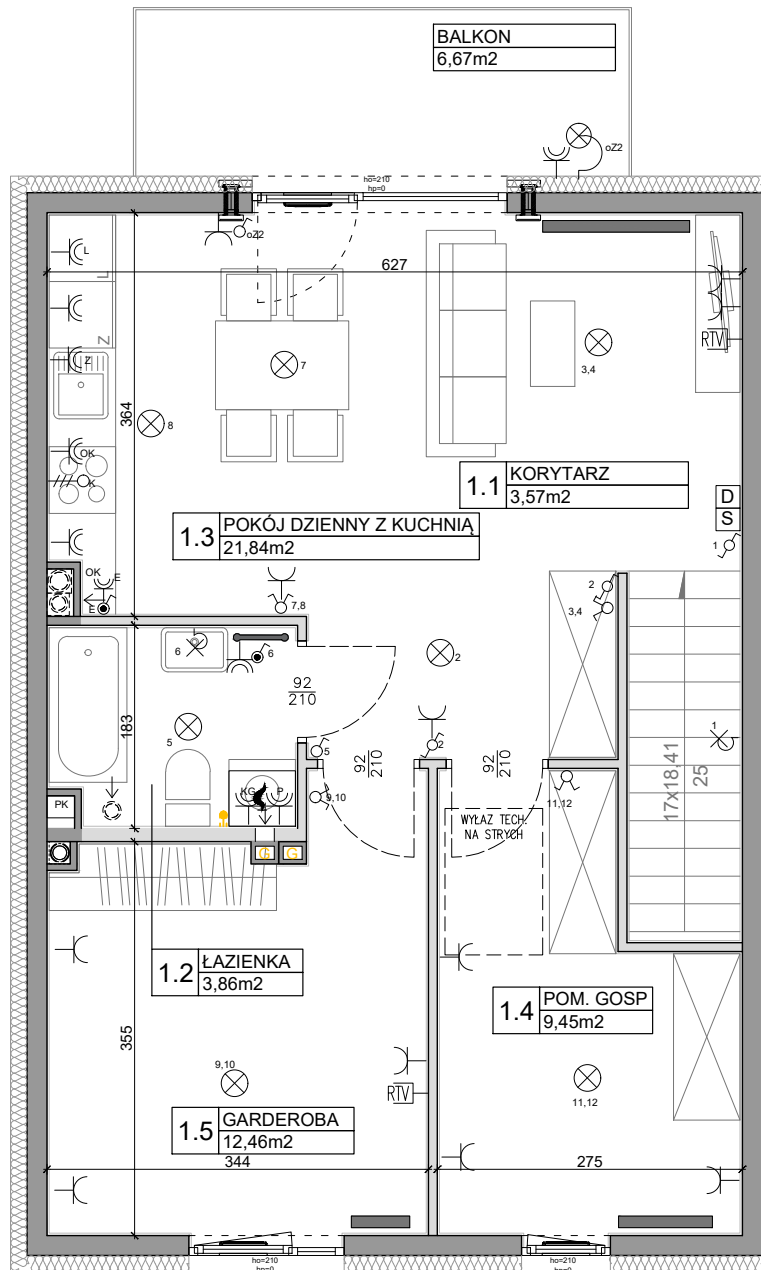 BALKON
6,67m2
oZ2
ho=210
hp=0
oZ2
L
L
627
Z
Z
RTV
7
3,4
364
8
OK
K
1.1 KORYTARZ
3,57m2
D
S
1.3 POKÓJ DZIENNY Z KUCHNIĄ
21,84m2
1
OK
E
E
7,8
2
3,4
6
6
2
92
210
183
5
5
2
1
92
210
92
210
17x18,41
25
KG
P
9,10
11,12
PK
WYŁAZ TECH.
NA STRYCH
G
G
1.2 ŁAZIENKA
3,86m2
1.4 POM. GOSP
9,45m2
355
9,10
RTV
11,12
1.5 GARDEROBA
12,46m2
344
275
ho=210
hp=0
ho=210
hp=0